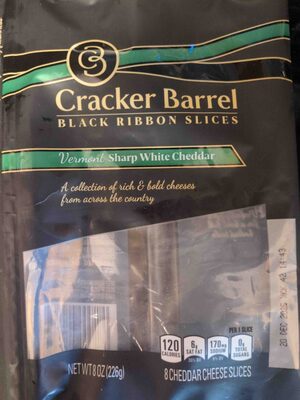 CB
Cracker Barrel
BLACK RIBBON SLICES
Vermont Sharp White Cheddar
A collection of rich & bold cheeses
from across the country
PER 1 SLICE
120 CALORIES
6g SAT FAT
170mg SODIUM
0g TOTAL SUGARS
NET WT 8 OZ (226g)
8 CHEDDAR CHEESE SLICES